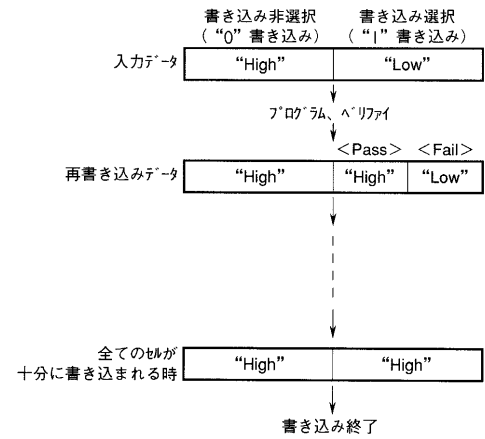 書き込み非選択 書き込み選択
(“0” 書き込み) (“1” 書き込み)
入力ﾃﾞｰﾀ “High” “Low”
ﾌﾟﾛｸﾞﾗﾑ、ﾍﾞﾘﾌｧｲ
<Pass> <Fail>
再書き込みﾃﾞｰﾀ “High” “High” “Low”
全てのｾﾙが
十分に書き込まれる時 “High” “High”
書き込み終了